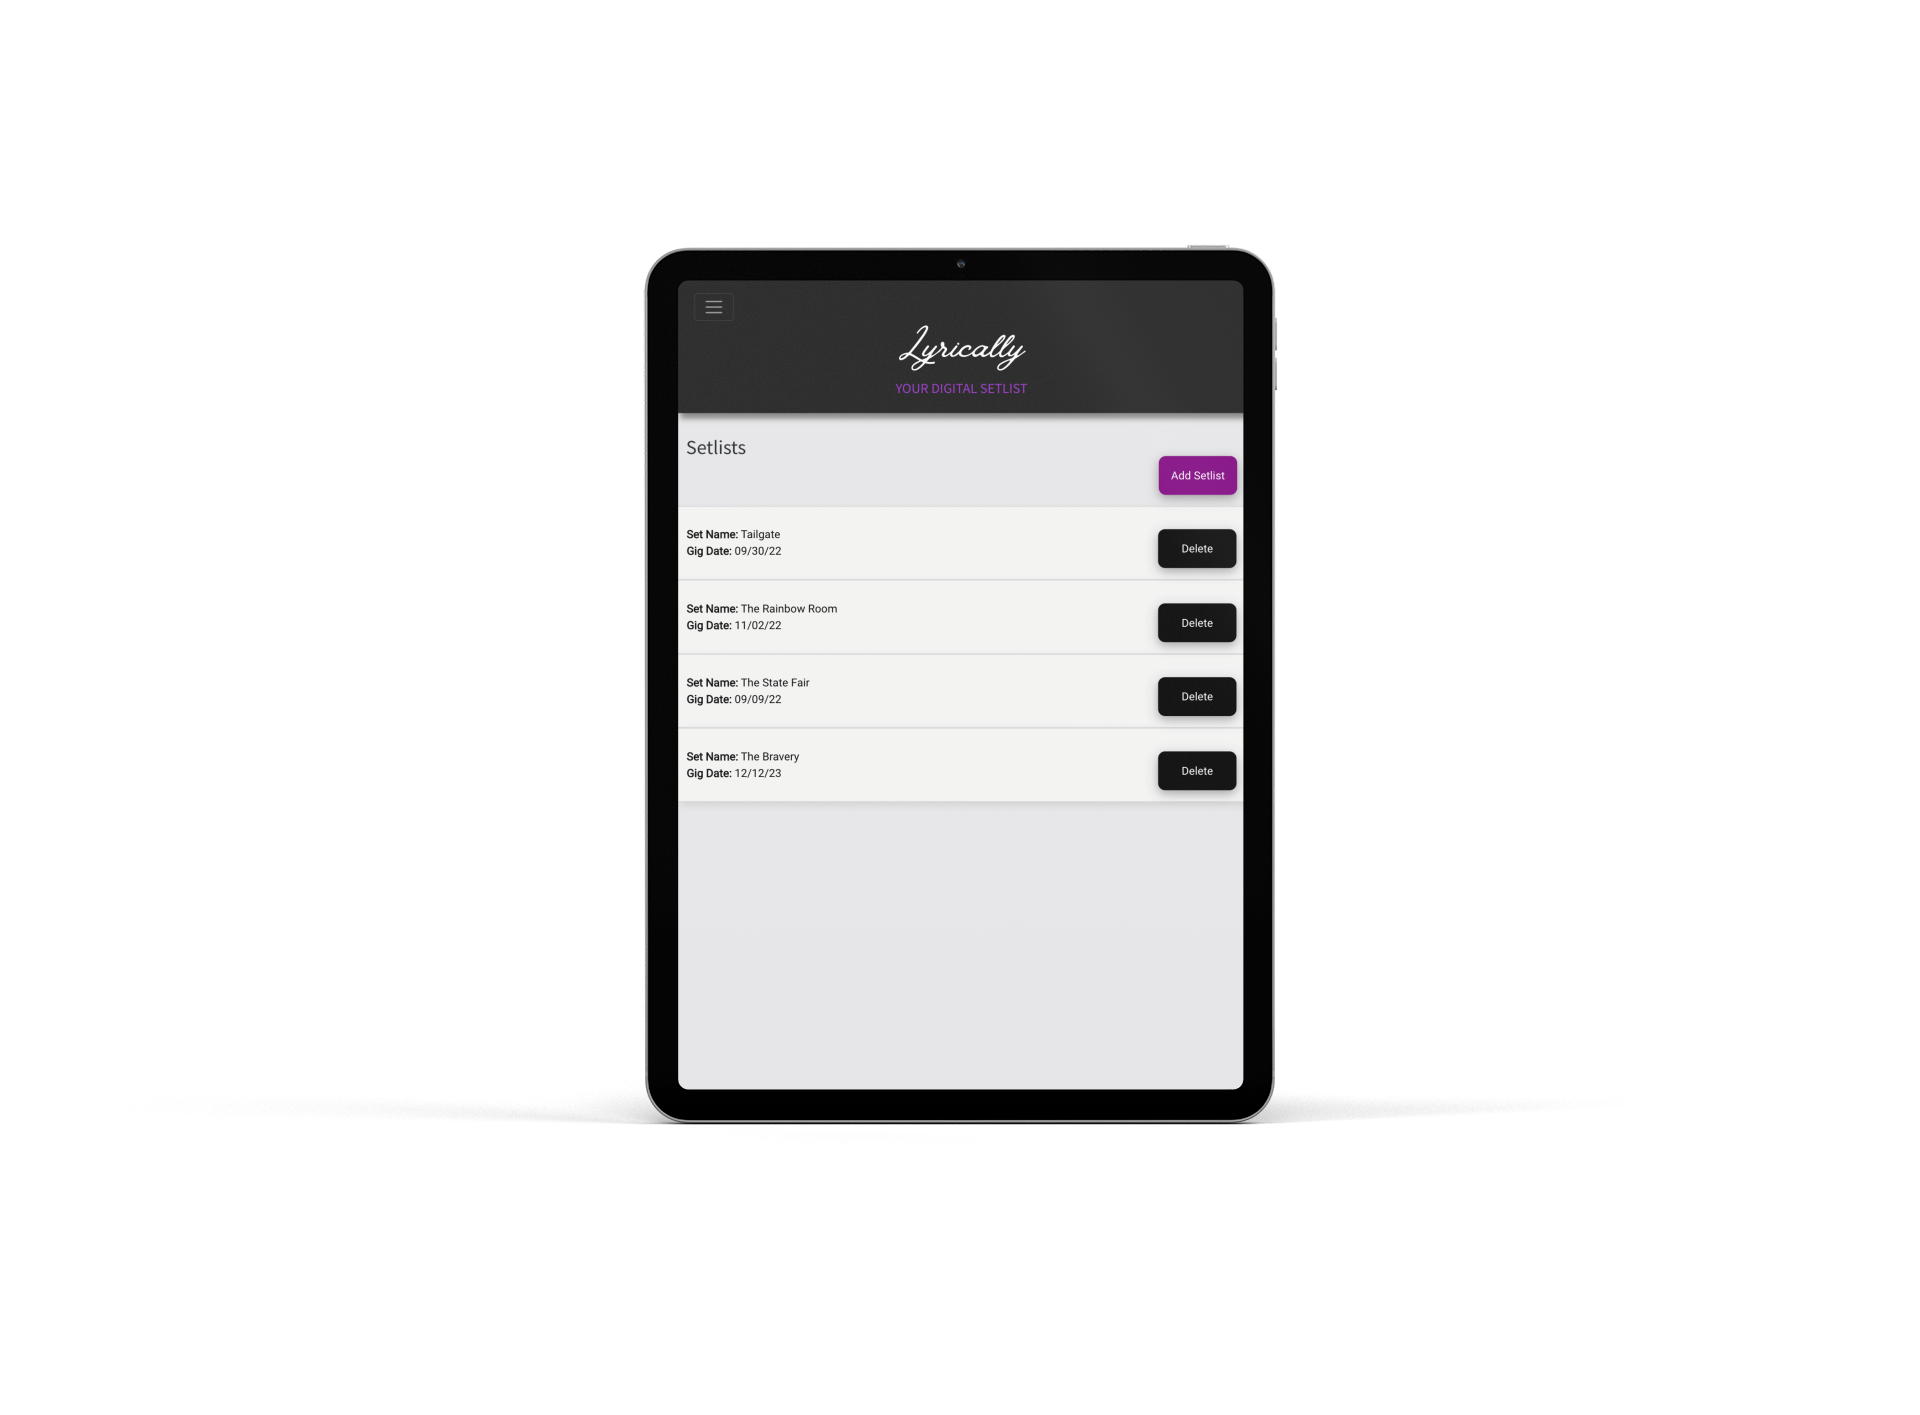 Lyrically
YOUR DIGITAL SETLIST
Setlists
Add Setlist
Set Name: Tailgate
Gig Date: 09/30/22
Delete
Set Name: The Rainbow Room
Gig Date: 11/02/22
Delete
Set Name: The State Fair
Gig Date: 09/09/22
Delete
Set Name: The Bravery
Gig Date: 12/12/23
Delete